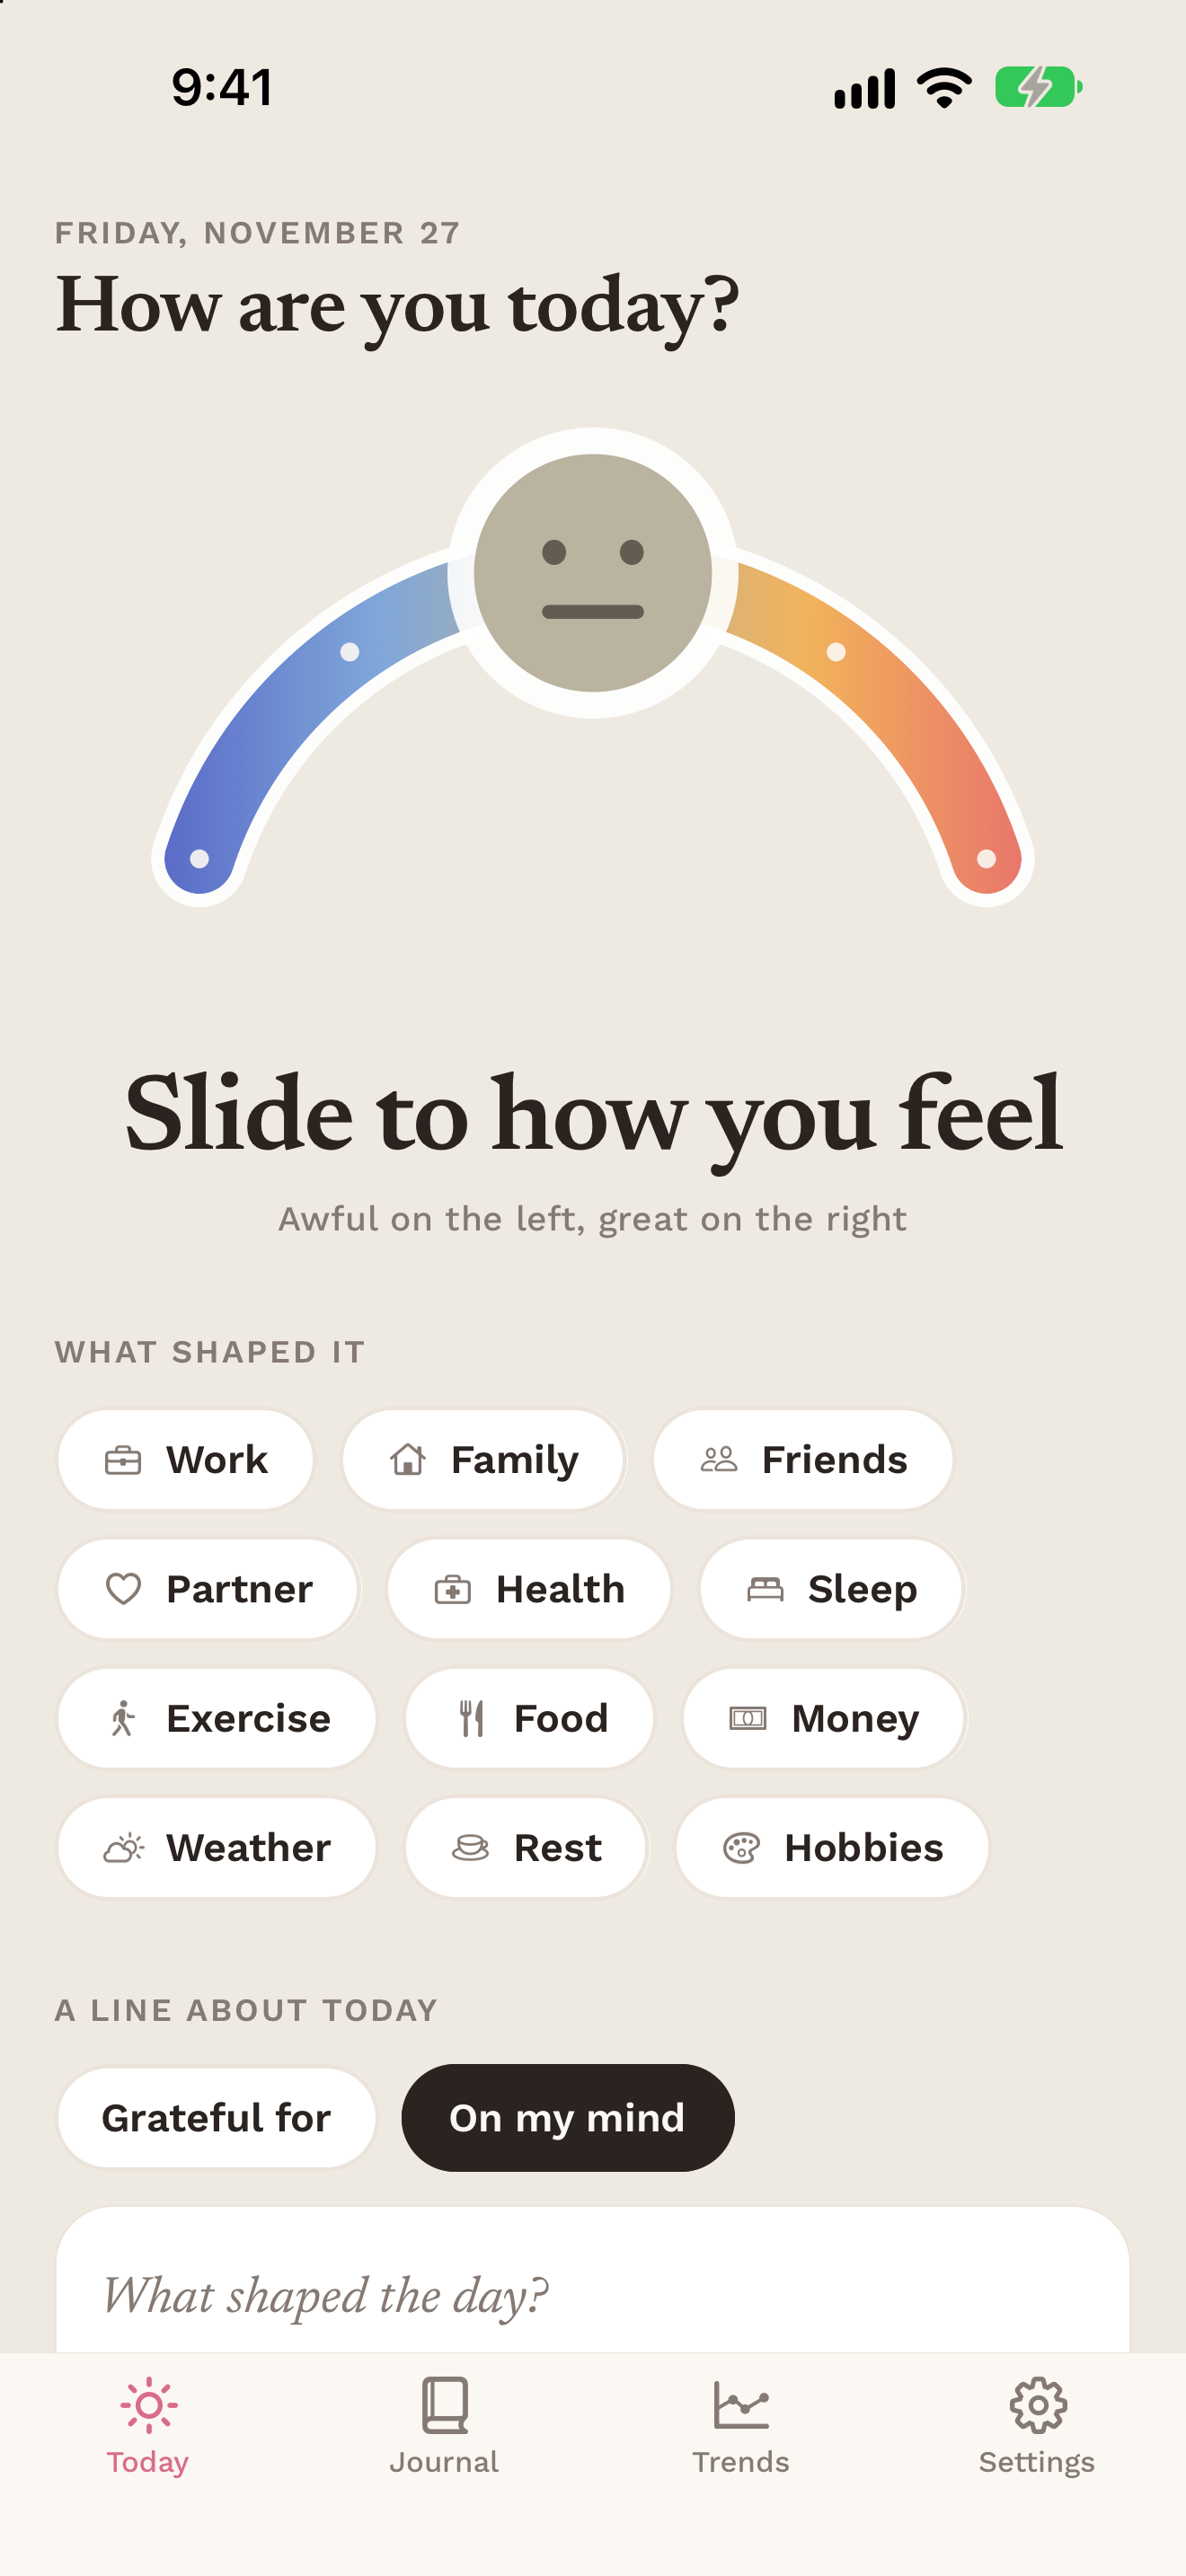 9:41
FRIDAY, NOVEMBER 27
How are you today?
Slide to how you feel
Awful on the left, great on the right
WHAT SHAPED IT
Work Family Friends
Partner Health Sleep
Exercise Food Money
Weather Rest Hobbies
A LINE ABOUT TODAY
Grateful for On my mind
What shaped the day?
Today Journal Trends Settings